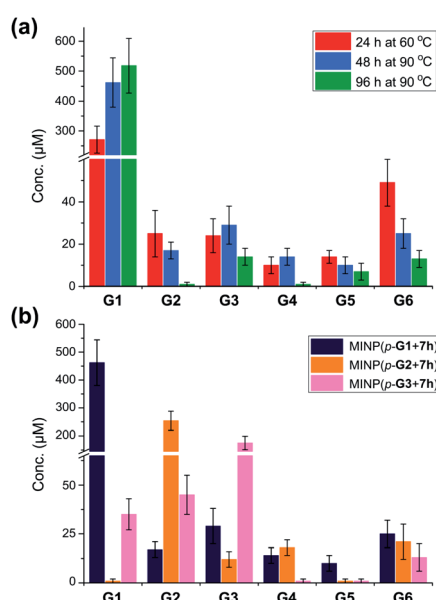 (a)
24 h at 60 °C
48 h at 90 °C
96 h at 90 °C
Conc. (μM)
600
500
400
300
40
20
0
G1 G2 G3 G4 G5 G6
(b)
MINP(p-G1+7h)
MINP(p-G2+7h)
MINP(p-G3+7h)
Conc. (μM)
600
500
400
300
200
50
25
0
G1 G2 G3 G4 G5 G6